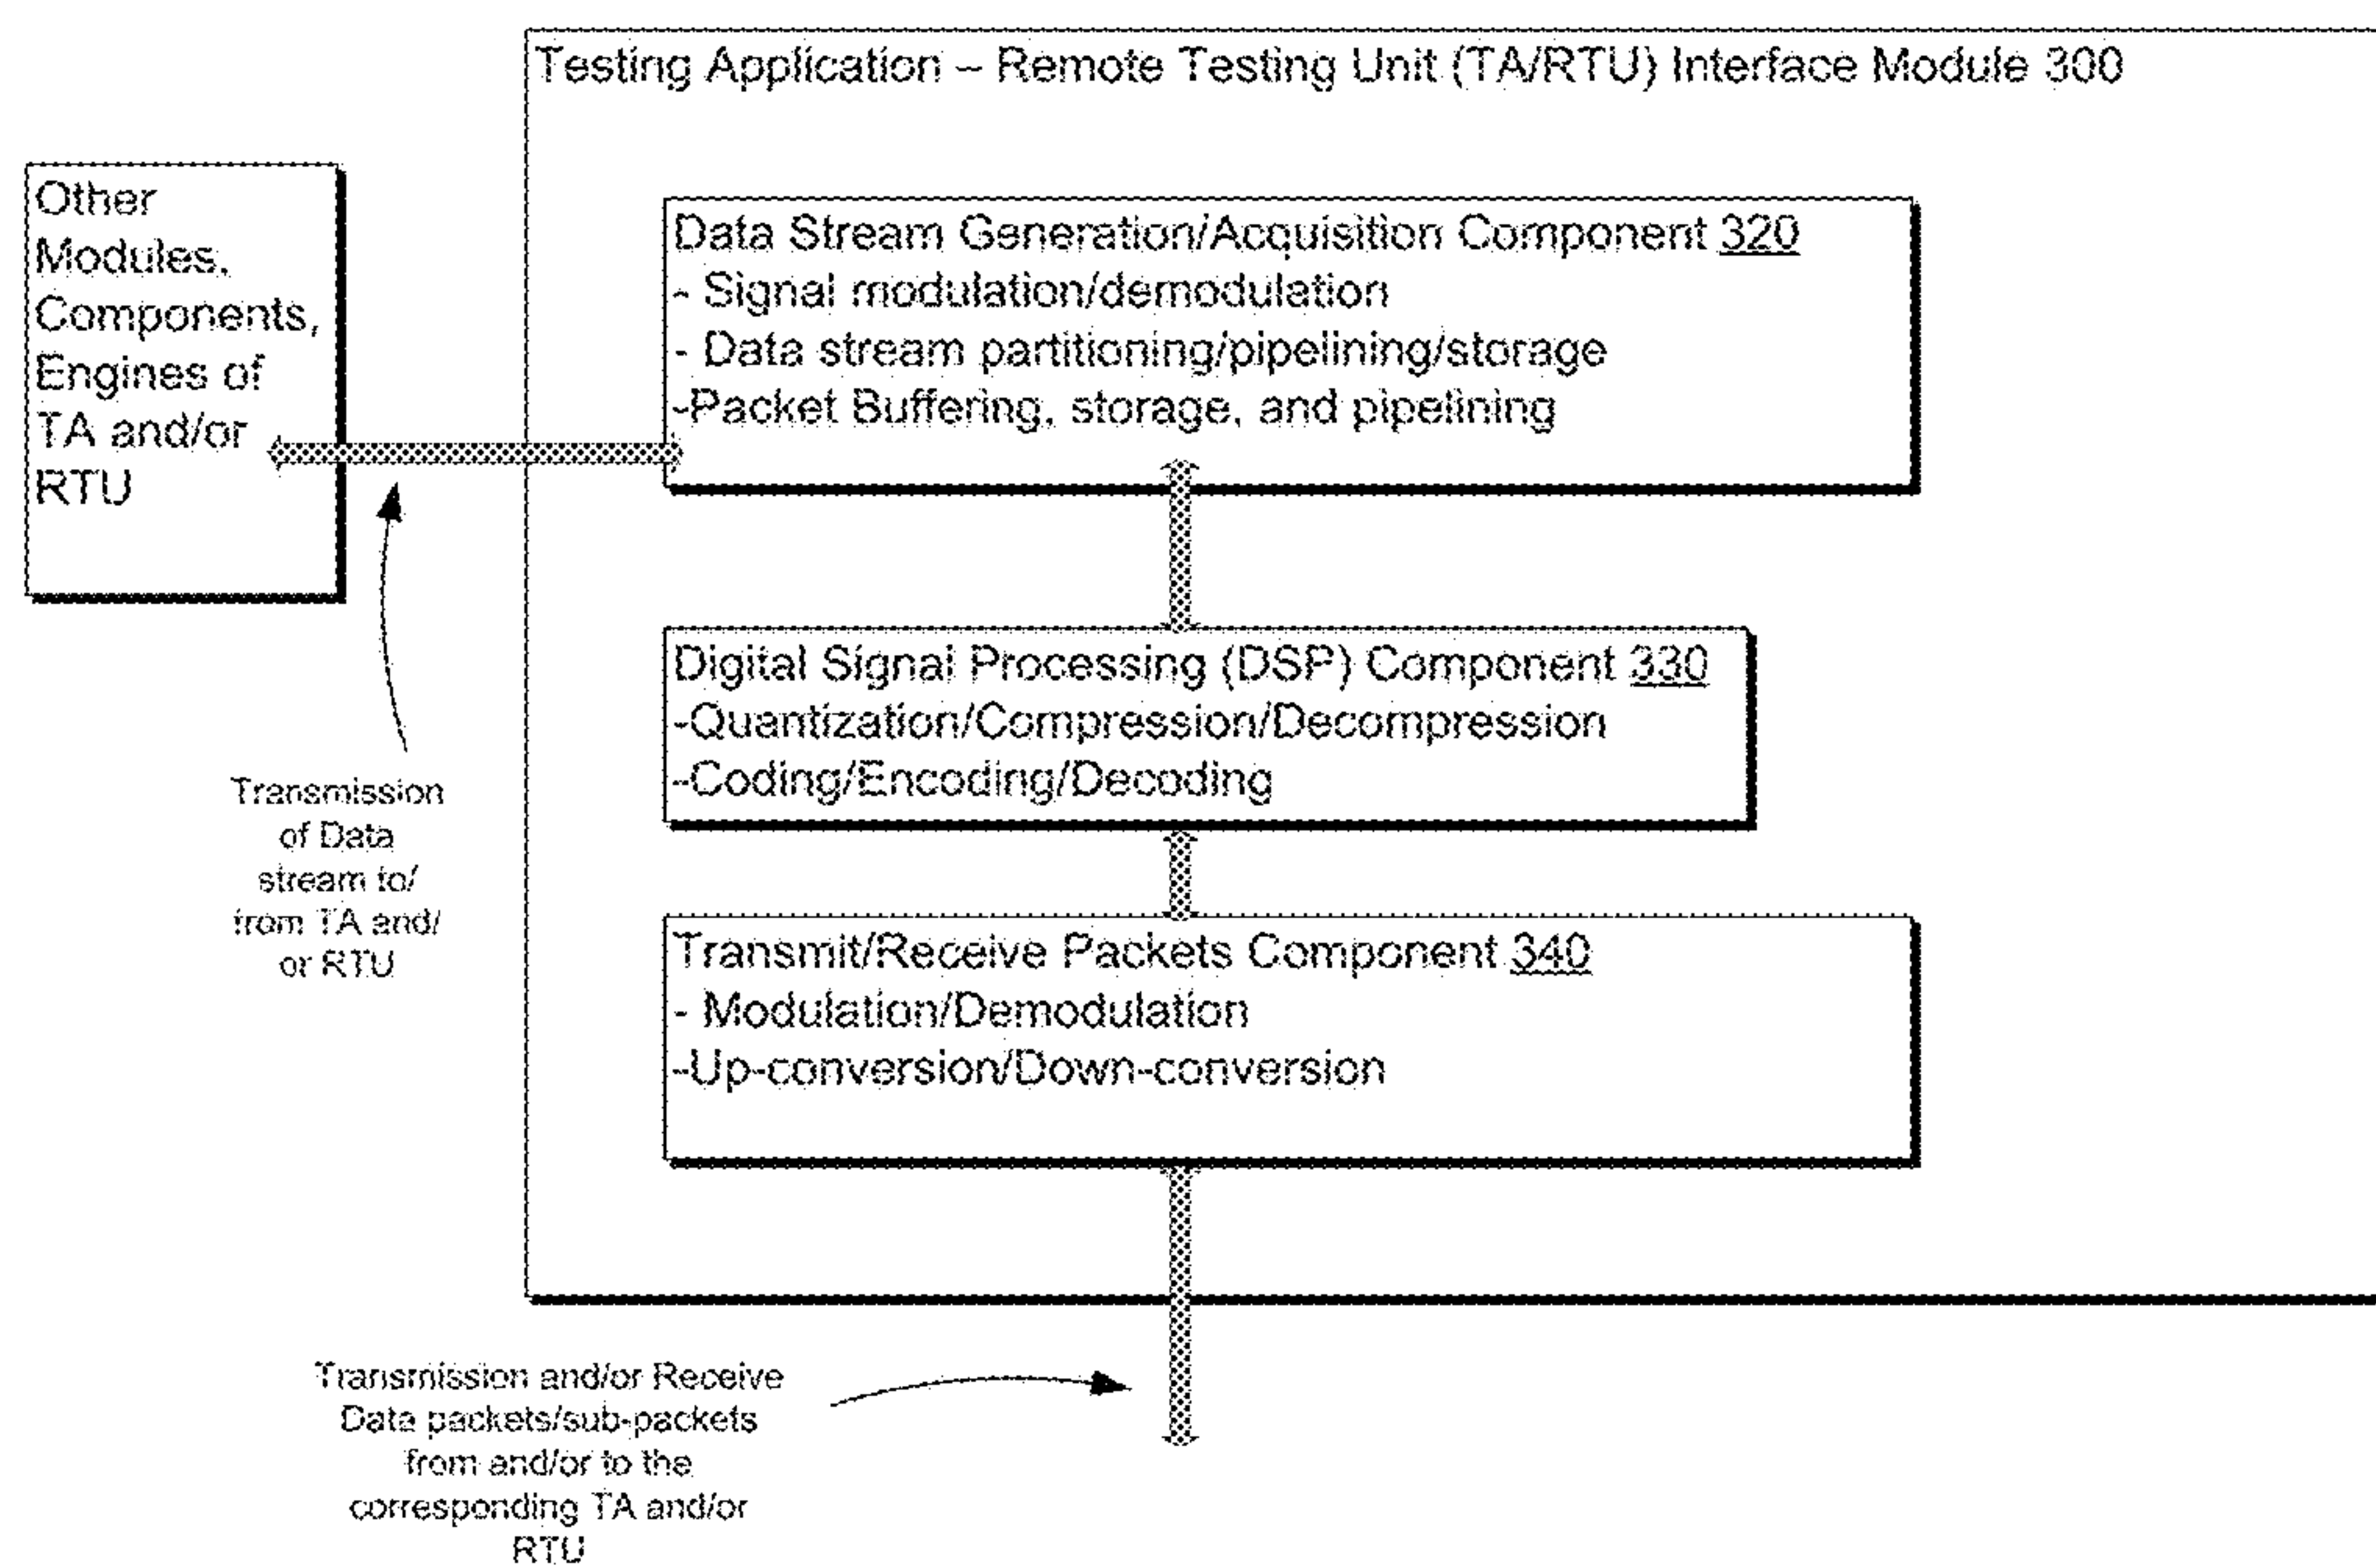 Testing Application – Remote Testing Unit (TA/RTU) Interface Module 300
Other
Modules,
Components,
Engines of
TA and/or
RTU
Data Stream Generation/Acquisition Component 320
- Signal modulation/demodulation
- Data stream partitioning/pipelining/storage
-Packet Buffering, storage, and pipelining
Digital Signal Processing (DSP) Component 330
-Quantization/Compression/Decompression
-Coding/Encoding/Decoding
Transmission
of Data
stream to/
from TA and/
or RTU
Transmit/Receive Packets Component 340
- Modulation/Demodulation
-Up-conversion/Down-conversion
Transmission and/or Receive
Data packets/sub-packets
from and/or to the
corresponding TA and/or
RTU